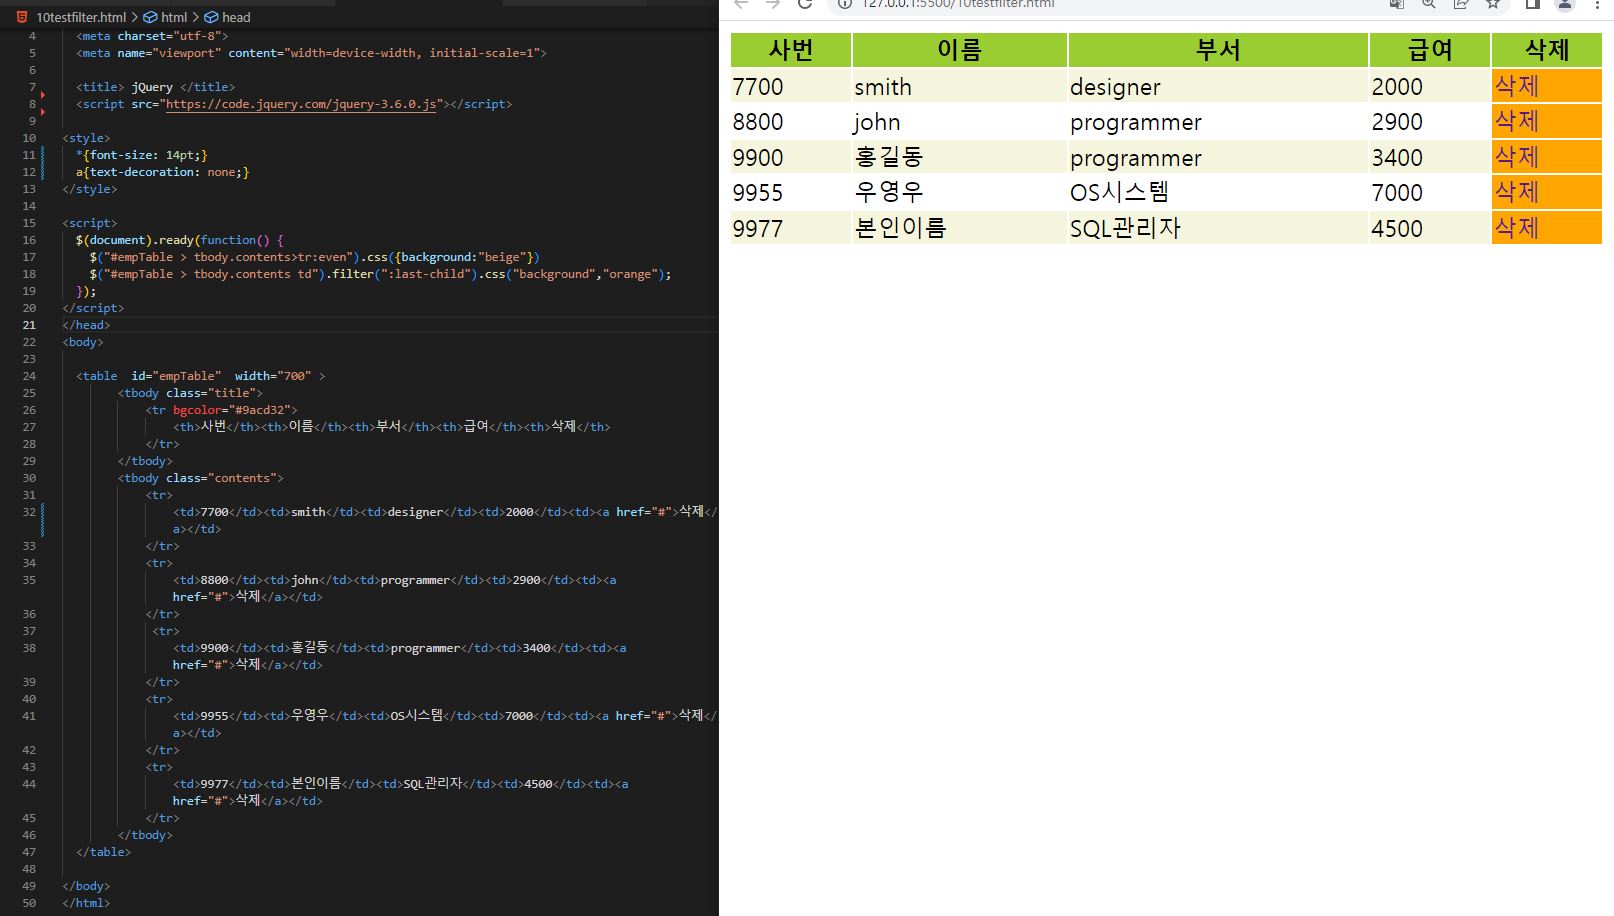 10testfilter.html > html > head
4 <meta charset="utf-8">
5 <meta name="viewport" content="width=device-width, initial-scale=1">
6
7 <title> jQuery </title>
8 <script src="https://code.jquery.com/jquery-3.6.0.js"></script>
9
10 <style>
11 *{font-size: 14pt;}
12 a{text-decoration: none;}
13 </style>
14
15 <script>
16 $(document).ready(function() {
17 $("#empTable > tbody.contents>tr:even").css({background:"beige"})
18 $("#empTable > tbody.contents td").filter(":last-child").css("background","orange");
19 });
20 </script>
21 </head>
22 <body>
23
24 <table  id="empTable"  width="700" >
25 <tbody class="title">
26 <tr bgcolor="#9acd32">
27 <th>사번</th><th>이름</th><th>부서</th><th>급여</th><th>삭제</th>
28 </tr>
29 </tbody>
30 <tbody class="contents">
31 <tr>
32 <td>7700</td><td>smith</td><td>designer</td><td>2000</td><td><a href="#">삭제</
a></td>
33 </tr>
34 <tr>
35 <td>8800</td><td>john</td><td>programmer</td><td>2900</td><td><a
href="#">삭제</a></td>
36 </tr>
37 <tr>
38 <td>9900</td><td>홍길동</td><td>programmer</td><td>3400</td><td><a
href="#">삭제</a></td>
39 </tr>
40 <tr>
41 <td>9955</td><td>우영우</td><td>OS시스템</td><td>7000</td><td><a href="#">삭제</
a></td>
42 </tr>
43 <tr>
44 <td>9977</td><td>본인이름</td><td>SQL관리자</td><td>4500</td><td><a
href="#">삭제</a></td>
45 </tr>
46 </tbody>
47 </table>
48
49 </body>
50 </html>
127.0.0.1:5500/10testfilter.html
사번 이름 부서 급여 삭제
7700 smith designer 2000 삭제
8800 john programmer 2900 삭제
9900 홍길동 programmer 3400 삭제
9955 우영우 OS시스템 7000 삭제
9977 본인이름 SQL관리자 4500 삭제